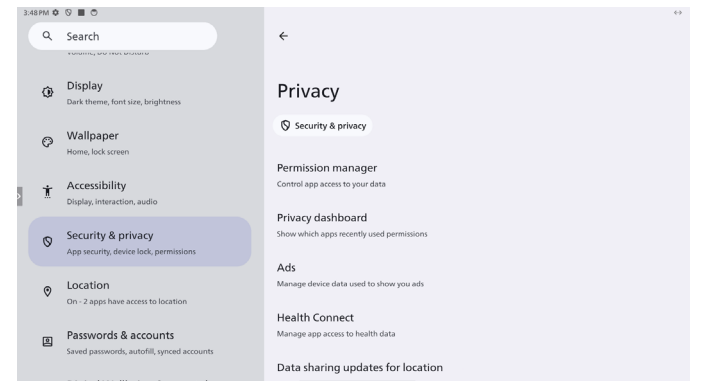 3:48 PM
Search
Volume, Do Not Disturb
Display
Dark theme, font size, brightness
Wallpaper
Home, lock screen
Accessibility
Display, interaction, audio
Security & privacy
App security, device lock, permissions
Location
On - 2 apps have access to location
Passwords & accounts
Saved passwords, autofill, synced accounts
Privacy
Security & privacy
Permission manager
Control app access to your data
Privacy dashboard
Show which apps recently used permissions
Ads
Manage device data used to show you ads
Health Connect
Manage app access to health data
Data sharing updates for location